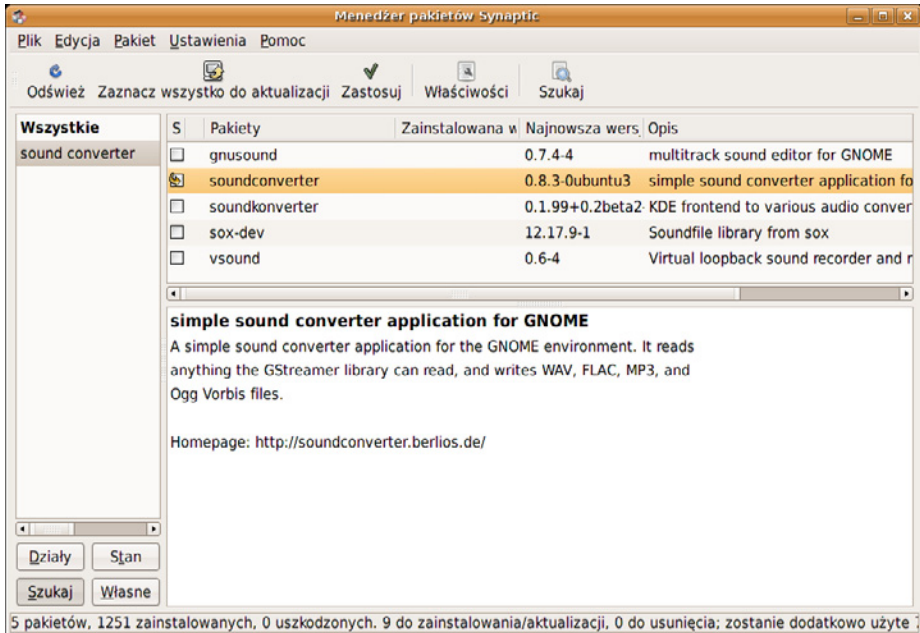 Menedżer pakietów Synaptic
Plik Edycja Pakiet Ustawienia Pomoc
Odśwież Zaznacz wszystko do aktualizacji Zastosuj Właściwości Szukaj
Wszystkie
sound converter
S Pakiety Zainstalowana w Najnowsza wers Opis
gnusound 0.7.4-4 multitrack sound editor for GNOME
soundconverter 0.8.3-0ubuntu3 simple sound converter application fo
soundkonverter 0.1.99+0.2beta2- KDE frontend to various audio conver
sox-dev 12.17.9-1 Soundfile library from sox
vsound 0.6-4 Virtual loopback sound recorder and r
simple sound converter application for GNOME
A simple sound converter application for the GNOME environment. It reads
anything the GStreamer library can read, and writes WAV, FLAC, MP3, and
Ogg Vorbis files.
Homepage: http://soundconverter.berlios.de/
Działy Stan
Szukaj Własne
5 pakietów, 1251 zainstalowanych, 0 uszkodzonych. 9 do zainstalowania/aktualizacji, 0 do usunięcia; zostanie dodatkowo użyte